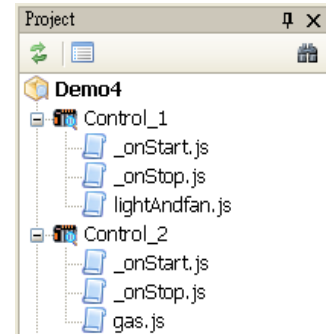 Project
Demo4
Control_1
_onStart.js
_onStop.js
lightAndfan.js
Control_2
_onStart.js
_onStop.js
gas.js